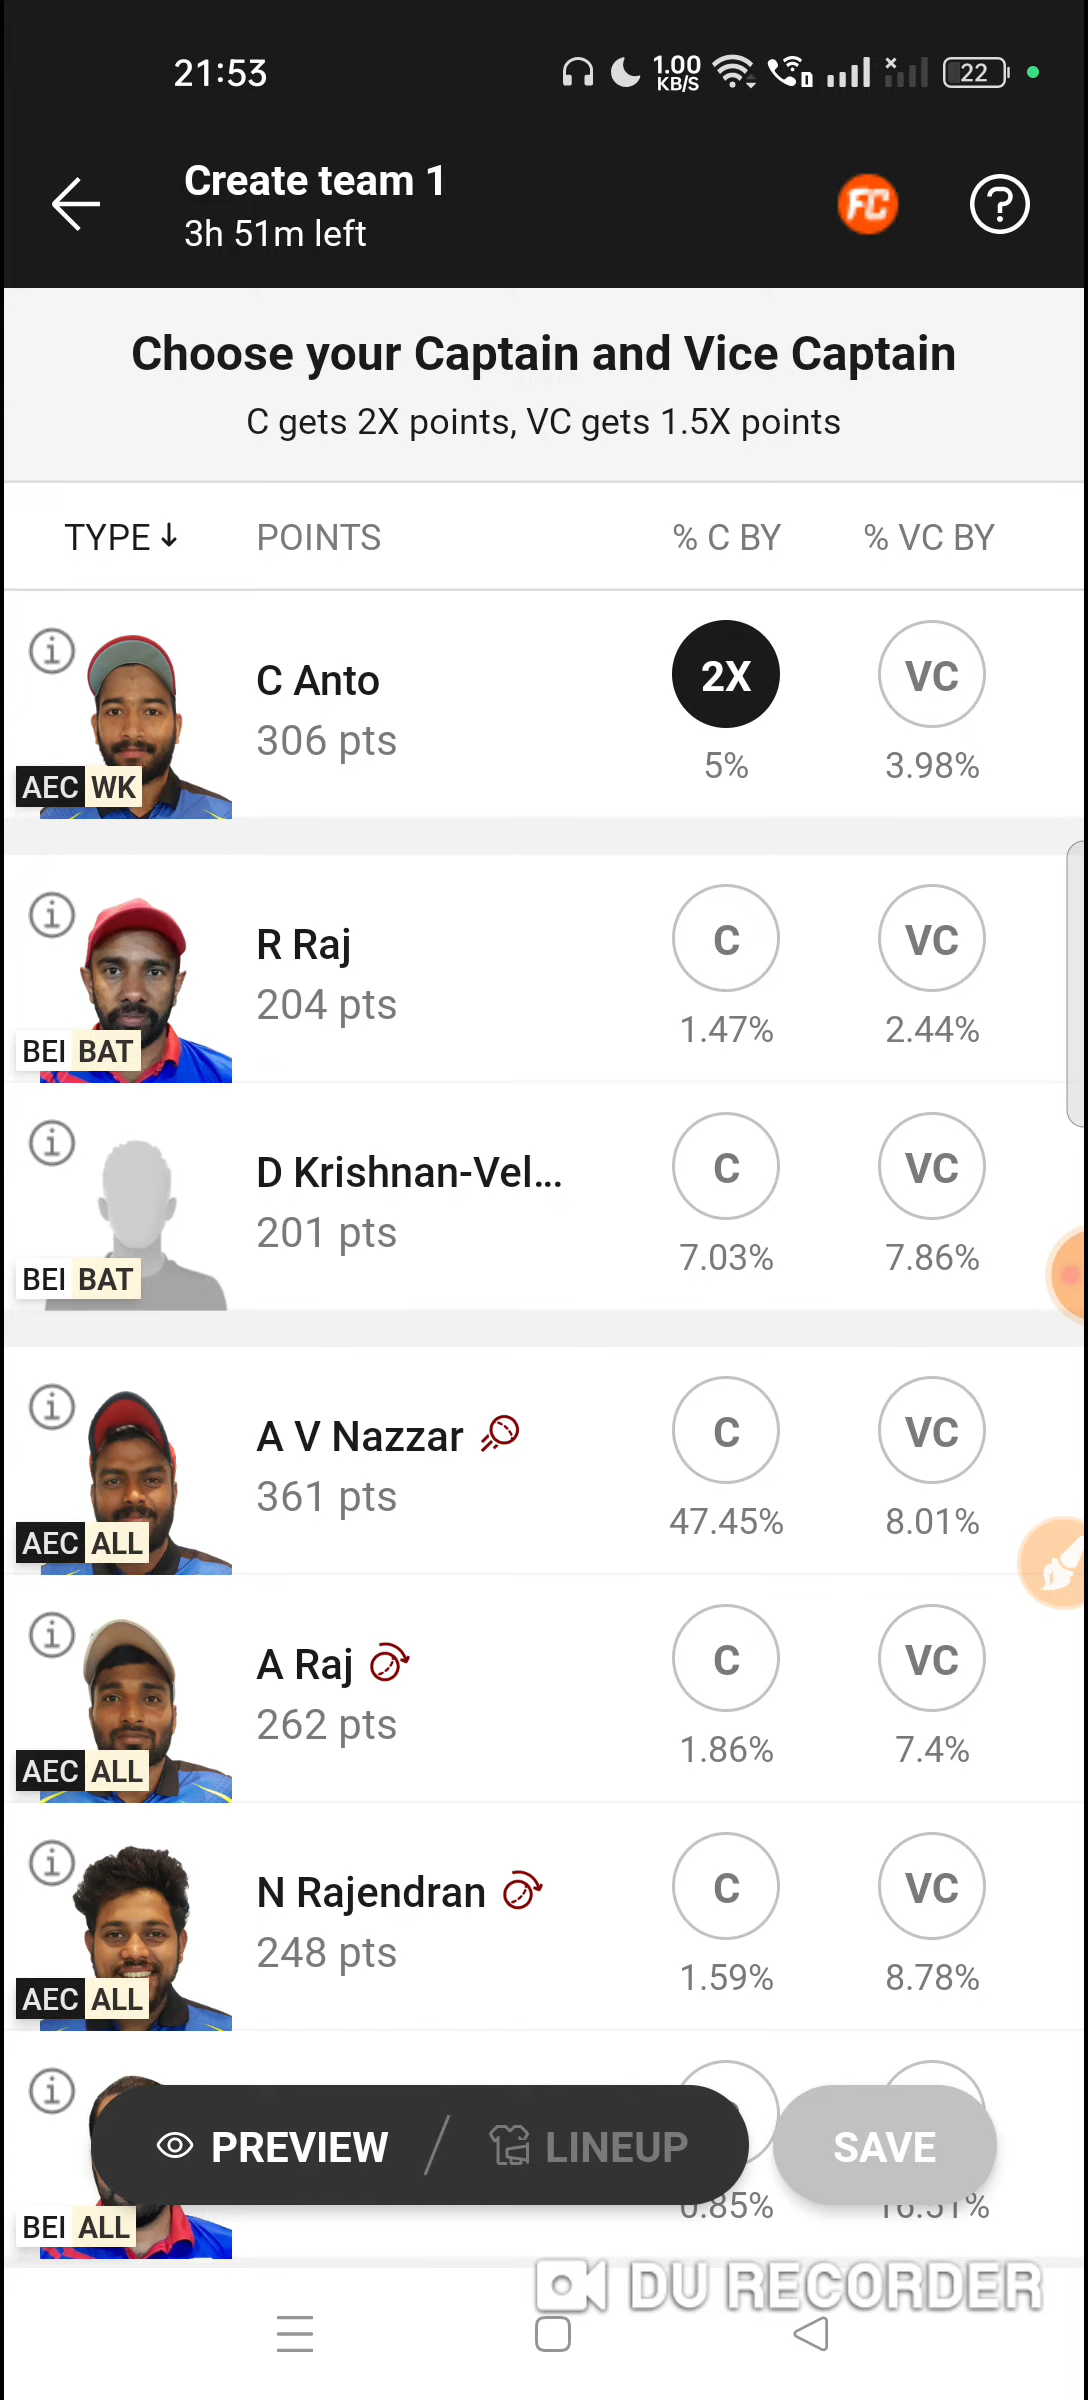 21:53
1.00
KB/S
22
Create team 1
3h 51m left
FC
?
Choose your Captain and Vice Captain
C gets 2X points, VC gets 1.5X points
TYPE POINTS % C BY % VC BY
C Anto
306 pts
AEC WK
2X
VC
5%
3.98%
R Raj
204 pts
BEI BAT
C
VC
1.47%
2.44%
D Krishnan-Vel...
201 pts
BEI BAT
C
VC
7.03%
7.86%
A V Nazzar
361 pts
AEC ALL
C
VC
47.45%
8.01%
A Raj
262 pts
AEC ALL
C
VC
1.86%
7.4%
N Rajendran
248 pts
AEC ALL
C
VC
1.59%
8.78%
PREVIEW
LINEUP
SAVE
0.85%
16.51%
BEI ALL
DU RECORDER